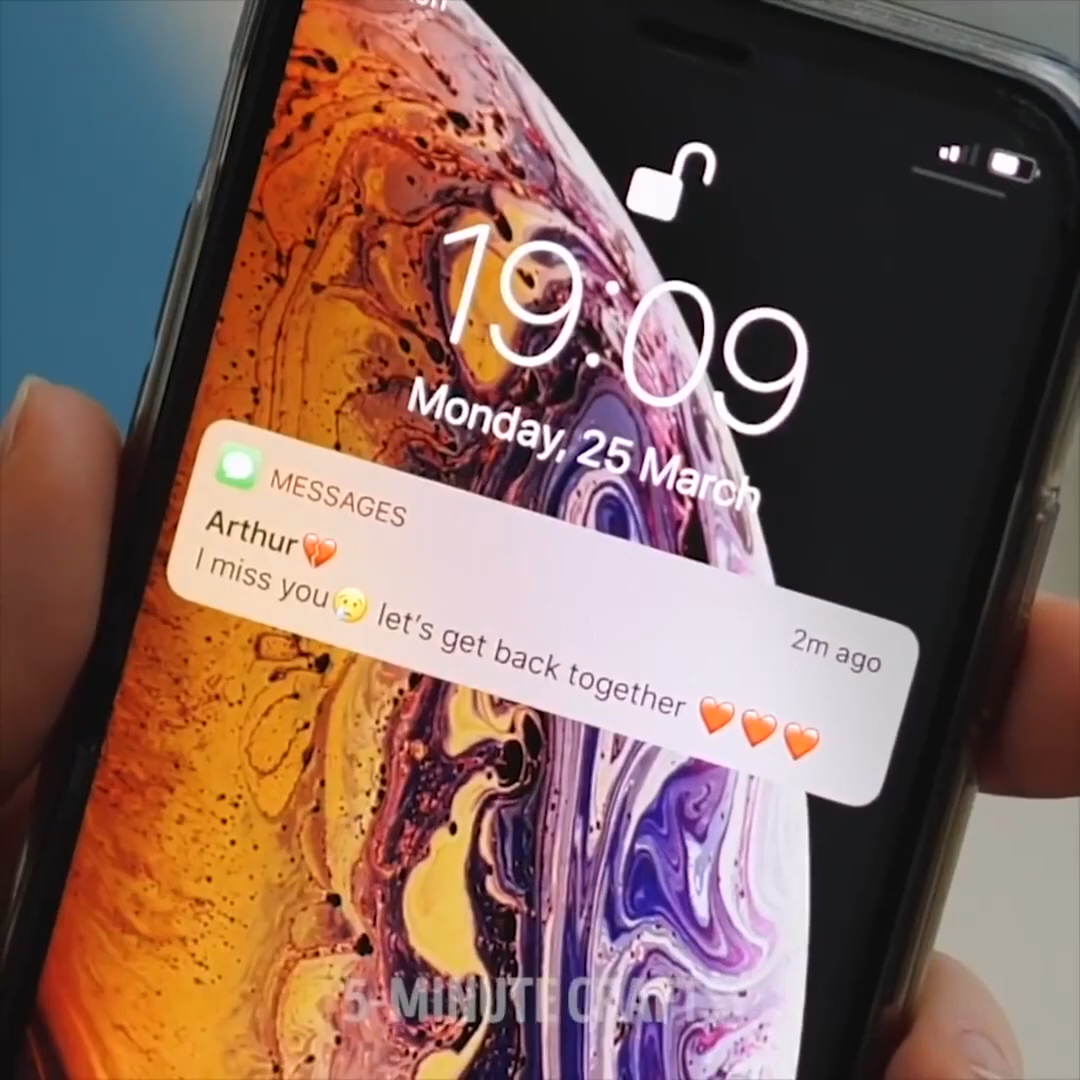 19:09
Monday, 25 March
MESSAGES
Arthur💔
2m ago
I miss you😢 let's get back together ❤️❤️❤️
5-MINUTE CRAFTS